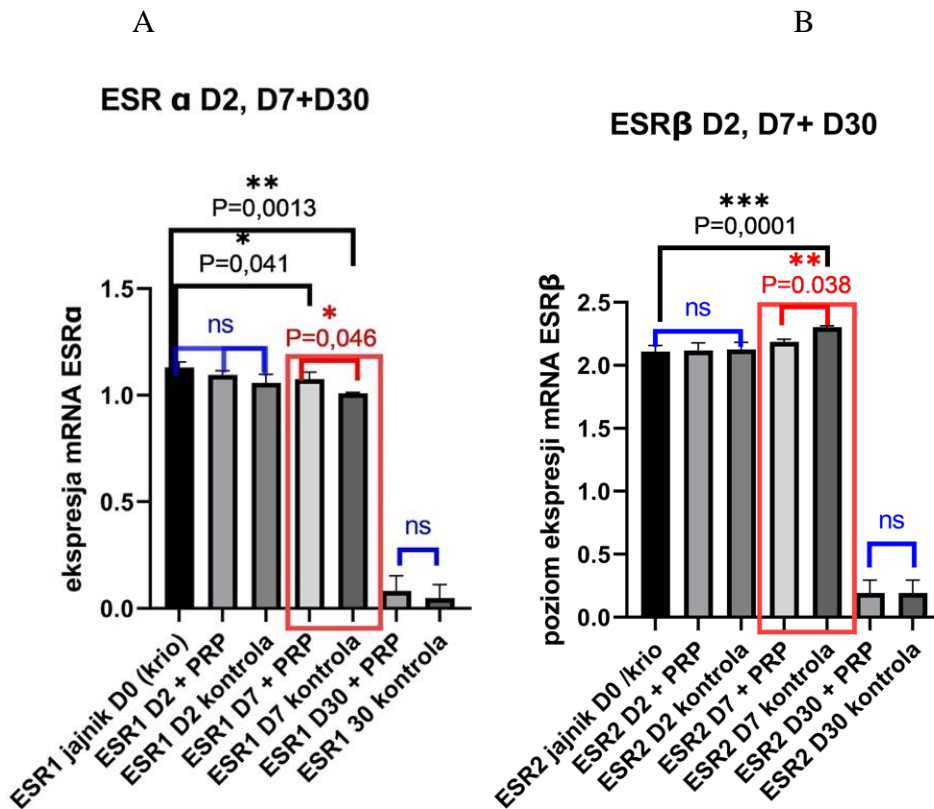 A
ESR α D2, D7+D30
**
P=0,0013
*
P=0,041
*
P=0,046
ns
ns
ekspresja mRNA ESRα
1.5
1.0
0.5
0.0
ESR1 jajnik D0 (krio)
ESR1 D2 + PRP
ESR1 D2 kontrola
ESR1 D7 + PRP
ESR1 D7 kontrola
ESR1 D30 + PRP
ESR1 30 kontrola
B
ESRβ D2, D7+ D30
***
P=0,0001
**
P=0.038
ns
ns
poziom ekspresji mRNA ESRβ
2.5
2.0
1.5
1.0
0.5
0.0
ESR2 jajnik D0 /krio
ESR2 D2 + PRP
ESR2 D2 kontrola
ESR2 D7 + PRP
ESR2 D7 kontrola
ESR2 D30 + PRP
ESR2 D30 kontrola